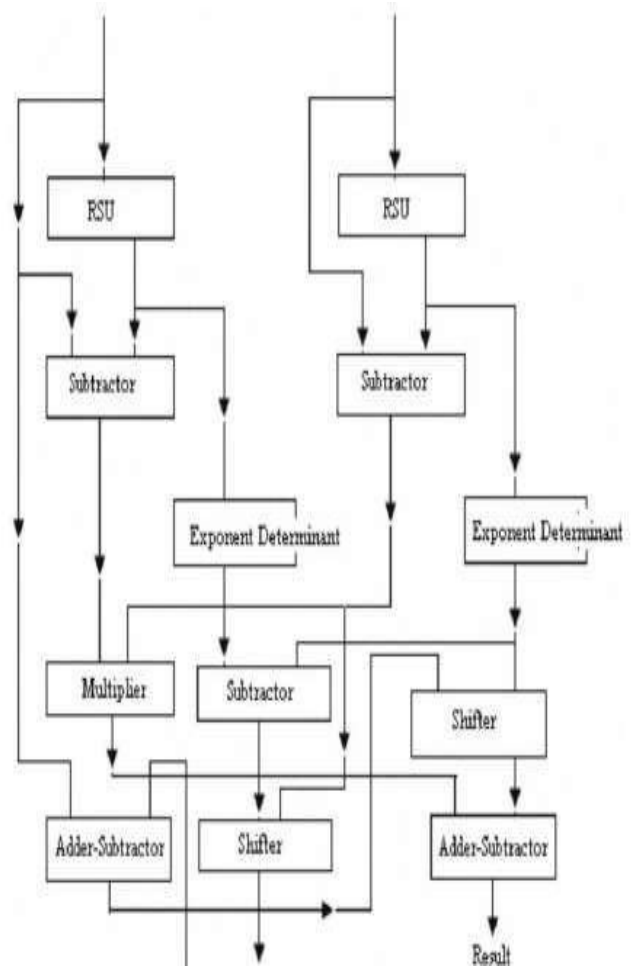 RSU
RSU
Subtractor
Subtractor
Exponent Determinant
Exponent Determinant
Multiplier
Subtractor
Shifter
Adder-Subtractor
Shifter
Adder-Subtractor
Result